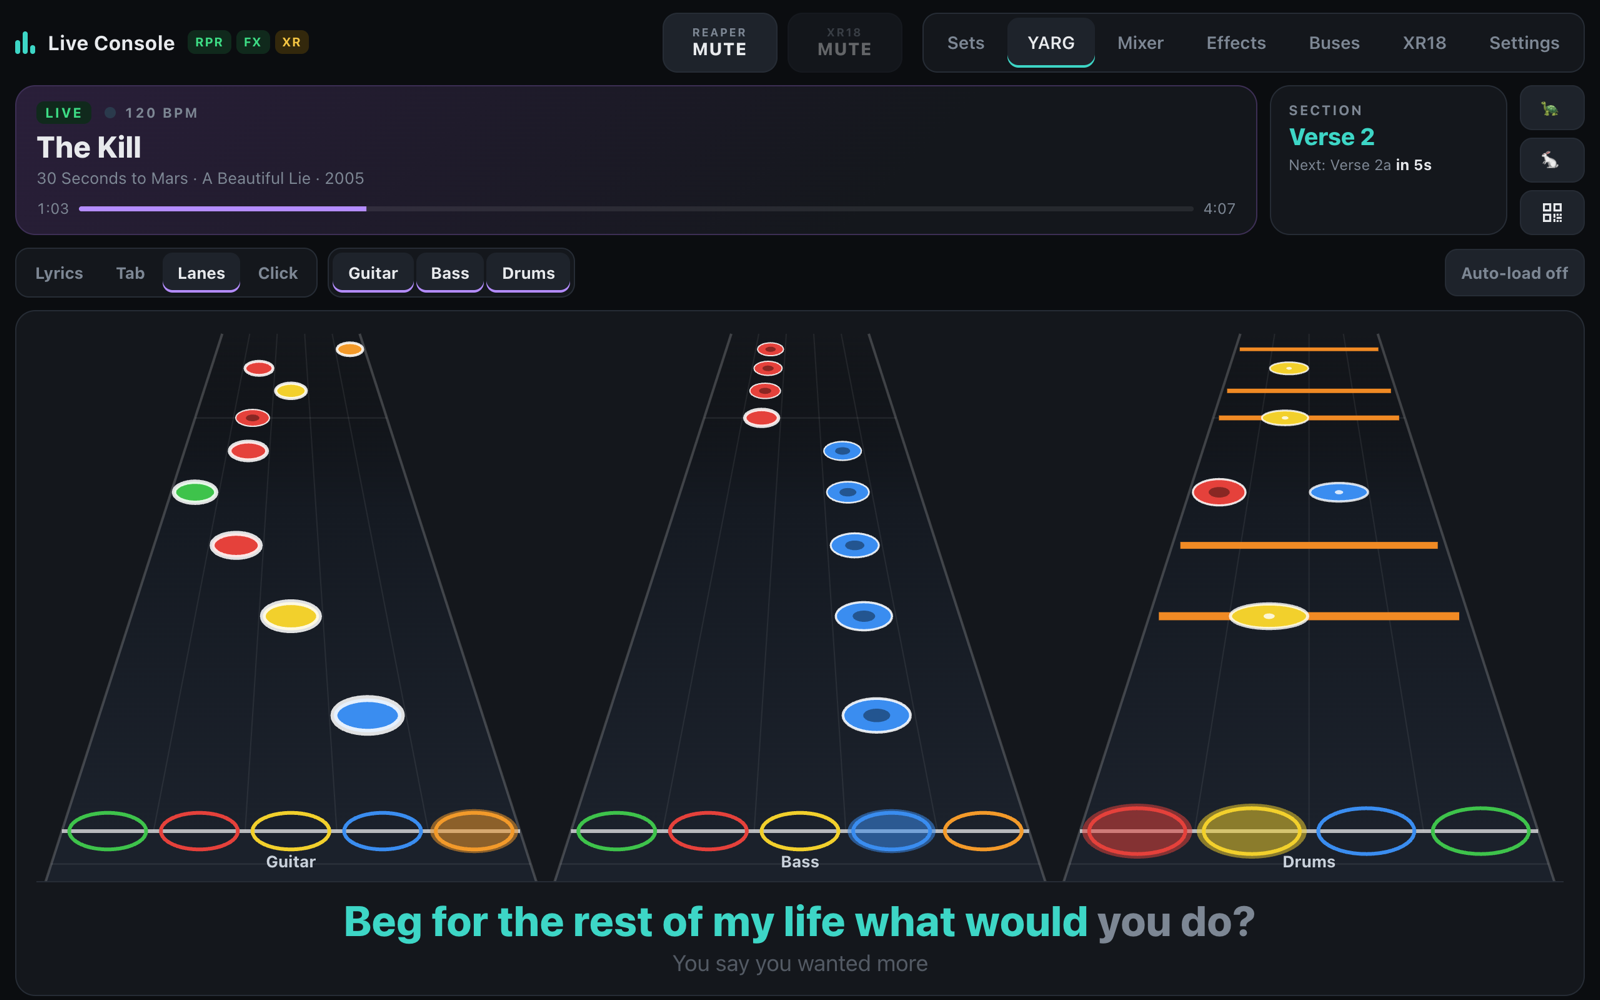 Live Console RPR FX XR
REAPER
MUTE
XR18
MUTE
Sets YARG Mixer Effects Buses XR18 Settings
LIVE 120 BPM
The Kill
30 Seconds to Mars · A Beautiful Lie · 2005
1:03 4:07
SECTION
Verse 2
Next: Verse 2a in 5s
Lyrics Tab Lanes Click Guitar Bass Drums Auto-load off
Guitar Bass Drums
Beg for the rest of my life what would you do?
You say you wanted more